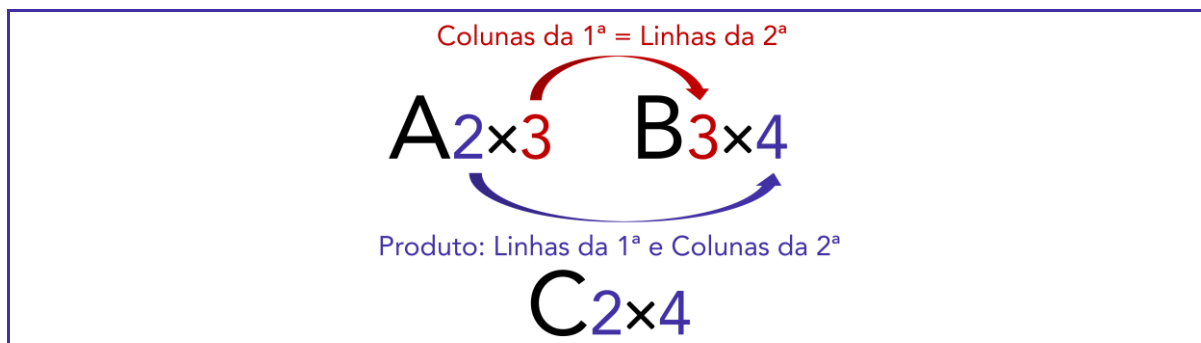 Colunas da 1ª = Linhas da 2ª
A2×3 B3×4
Produto: Linhas da 1ª e Colunas da 2ª
C2×4